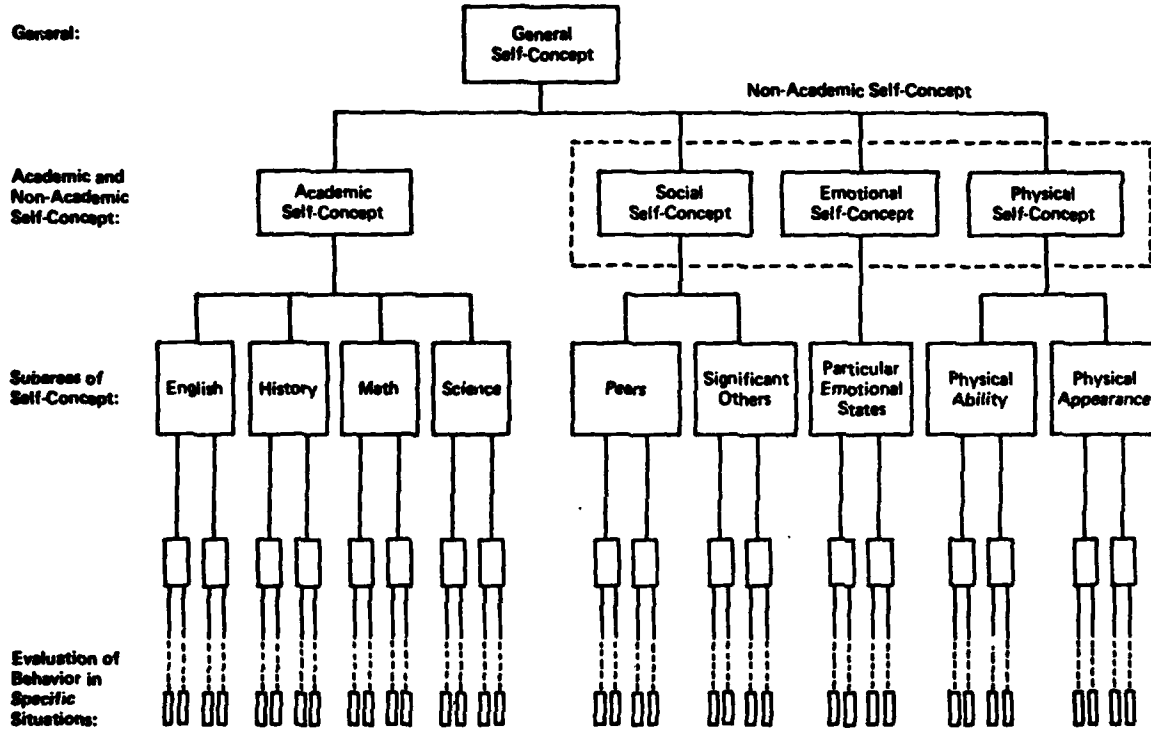 General:
General
Self-Concept
Non-Academic Self-Concept
Academic and
Non-Academic
Self-Concept:
Academic
Self-Concept
Social
Self-Concept
Emotional
Self-Concept
Physical
Self-Concept
Subareas of
Self-Concept:
English
History
Math
Science
Peers
Significant
Others
Particular
Emotional
States
Physical
Ability
Physical
Appearance
Evaluation of
Behavior in
Specific
Situations: